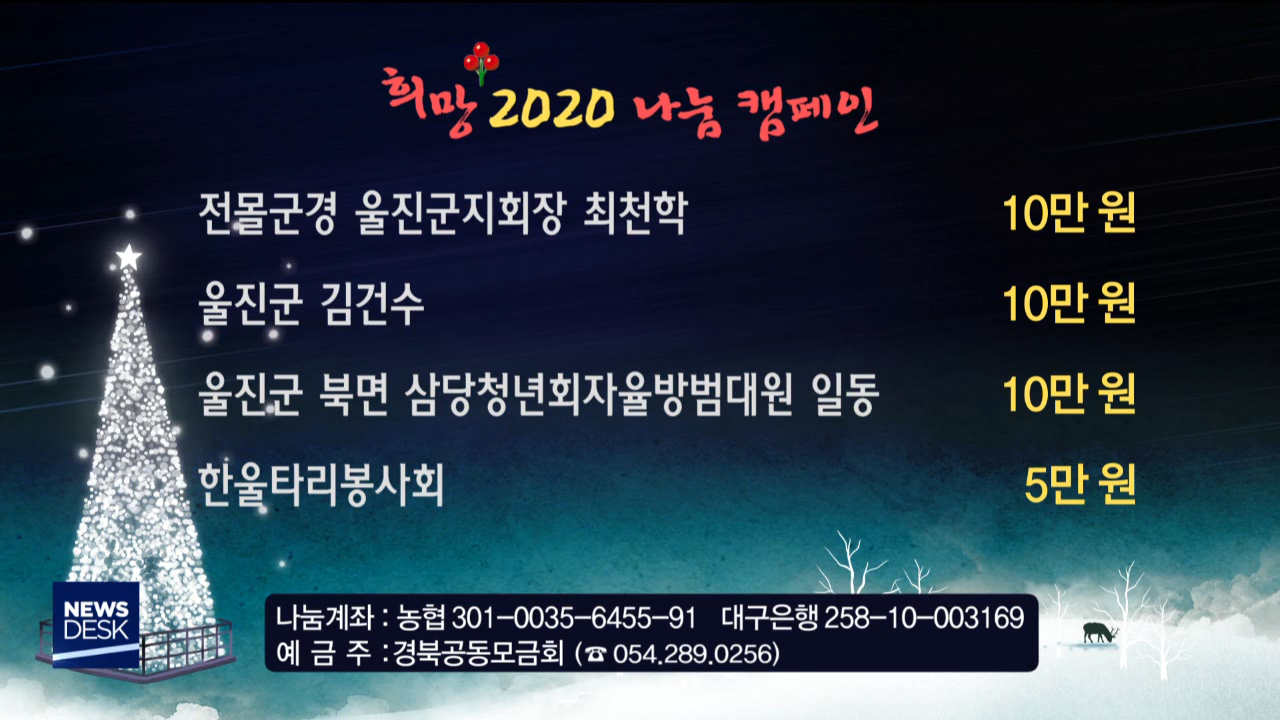 희망 2020 나눔 캠페인
전몰군경 울진군지회장 최천학 10만 원
울진군 김건수 10만 원
울진군 북면 삼당청년회자율방범대원 일동 10만 원
한울타리봉사회 5만 원
NEWS
DESK
나눔계좌 : 농협 301-0035-6455-91 대구은행 258-10-003169
예 금 주 : 경북공동모금회 (☎ 054.289.0256)